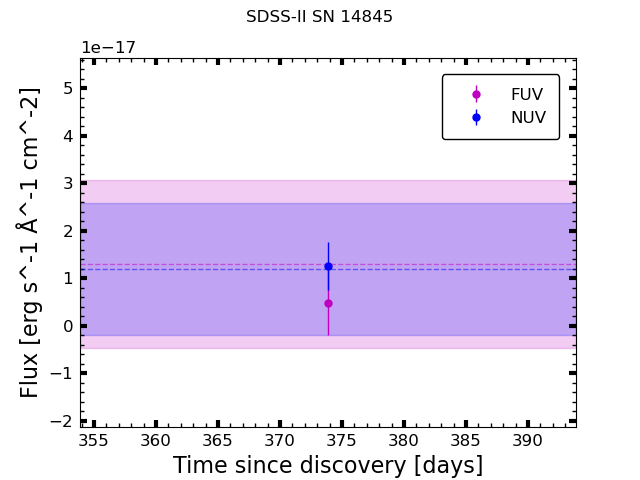 SDSS-II SN 14845
1e−17
FUV
NUV
5
4
3
2
1
0
−1
−2
Flux [erg s^-1 Å^-1 cm^-2]
355 360 365 370 375 380 385 390
Time since discovery [days]